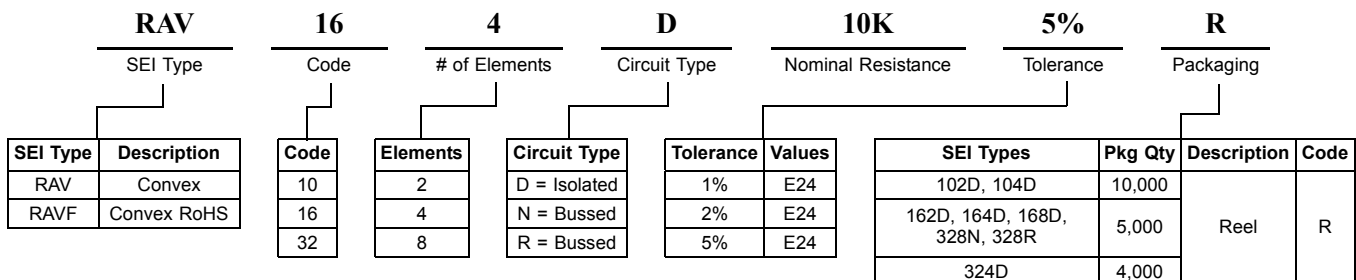 RAV 16 4 D 10K 5% R
SEI Type Code # of Elements Circuit Type Nominal Resistance Tolerance Packaging
SEI Type Description
RAV Convex
RAVF Convex RoHS
Code
10
16
32
Elements
2
4
8
Circuit Type
D = Isolated
N = Bussed
R = Bussed
Tolerance Values
1% E24
2% E24
5% E24
SEI Types Pkg Qty Description Code
102D, 104D 10,000
162D, 164D, 168D,
328N, 328R 5,000 Reel R
324D 4,000